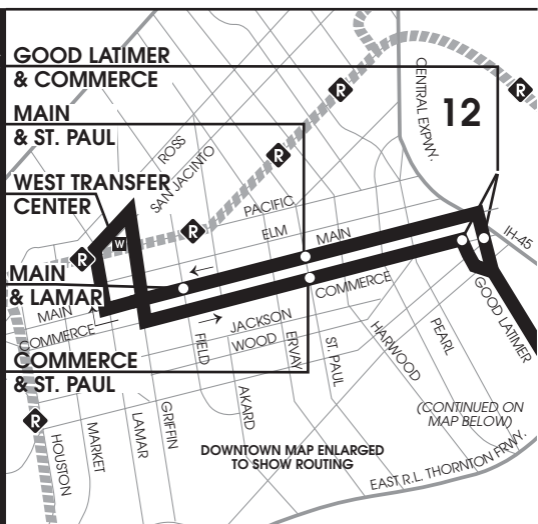 GOOD LATIMER
& COMMERCE
MAIN
& ST. PAUL
WEST TRANSFER
CENTER
MAIN
& LAMAR
COMMERCE
& ST. PAUL
12
CENTRAL EXPWY.
R
R
R
R
R
R
W
ROSS
SAN JACINTO
PACIFIC
ELM
MAIN
IH-45
MAIN
COMMERCE
COMMERCE
JACKSON
WOOD
GOOD LATIMER
HOUSTON
MARKET
LAMAR
GRIFFIN
FIELD
AKARD
ERVAY
ST. PAUL
HARWOOD
PEARL
(CONTINUED ON
MAP BELOW)
DOWNTOWN MAP ENLARGED
TO SHOW ROUTING
EAST R.L. THORNTON FRWY.